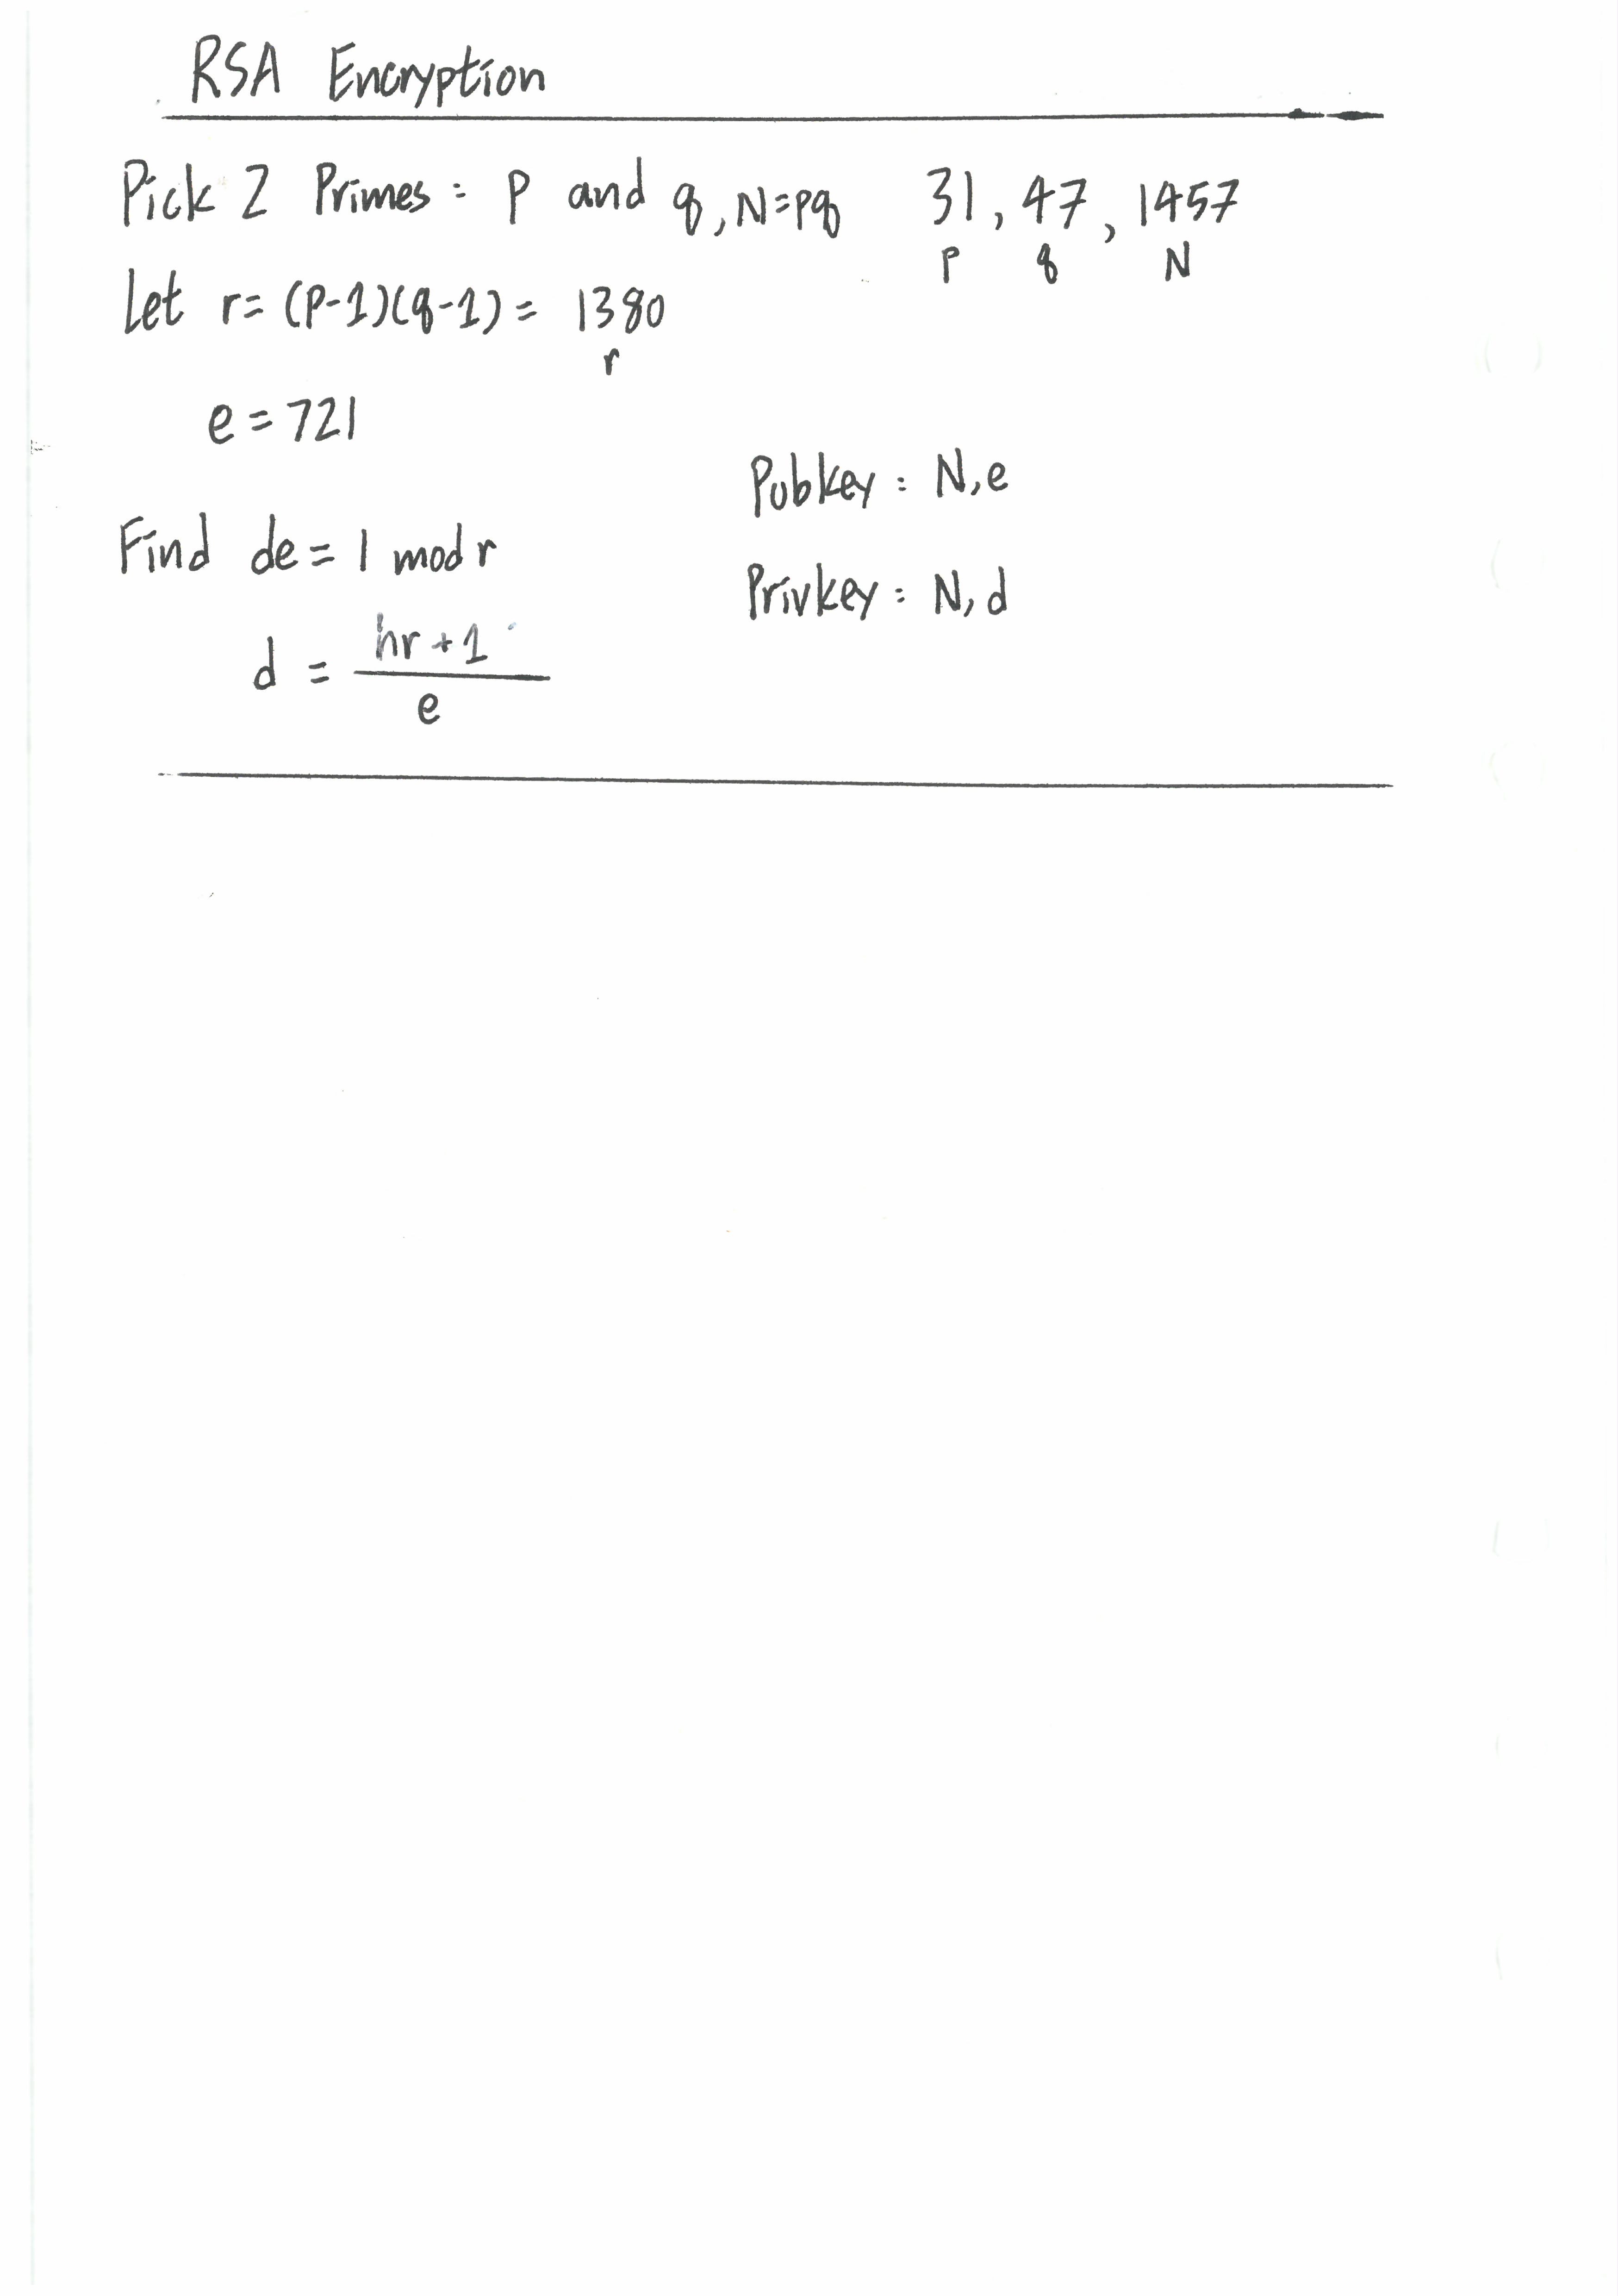 RSA Encryption
Pick 2 Primes : P and q, N=pq 31, 47, 1457
P q N
Let r= (P-1)(q-1) = 1380
r
e = 721
Pubkey : N,e
Find de = 1 mod r
Privkey : N, d
d = hr + 1
e